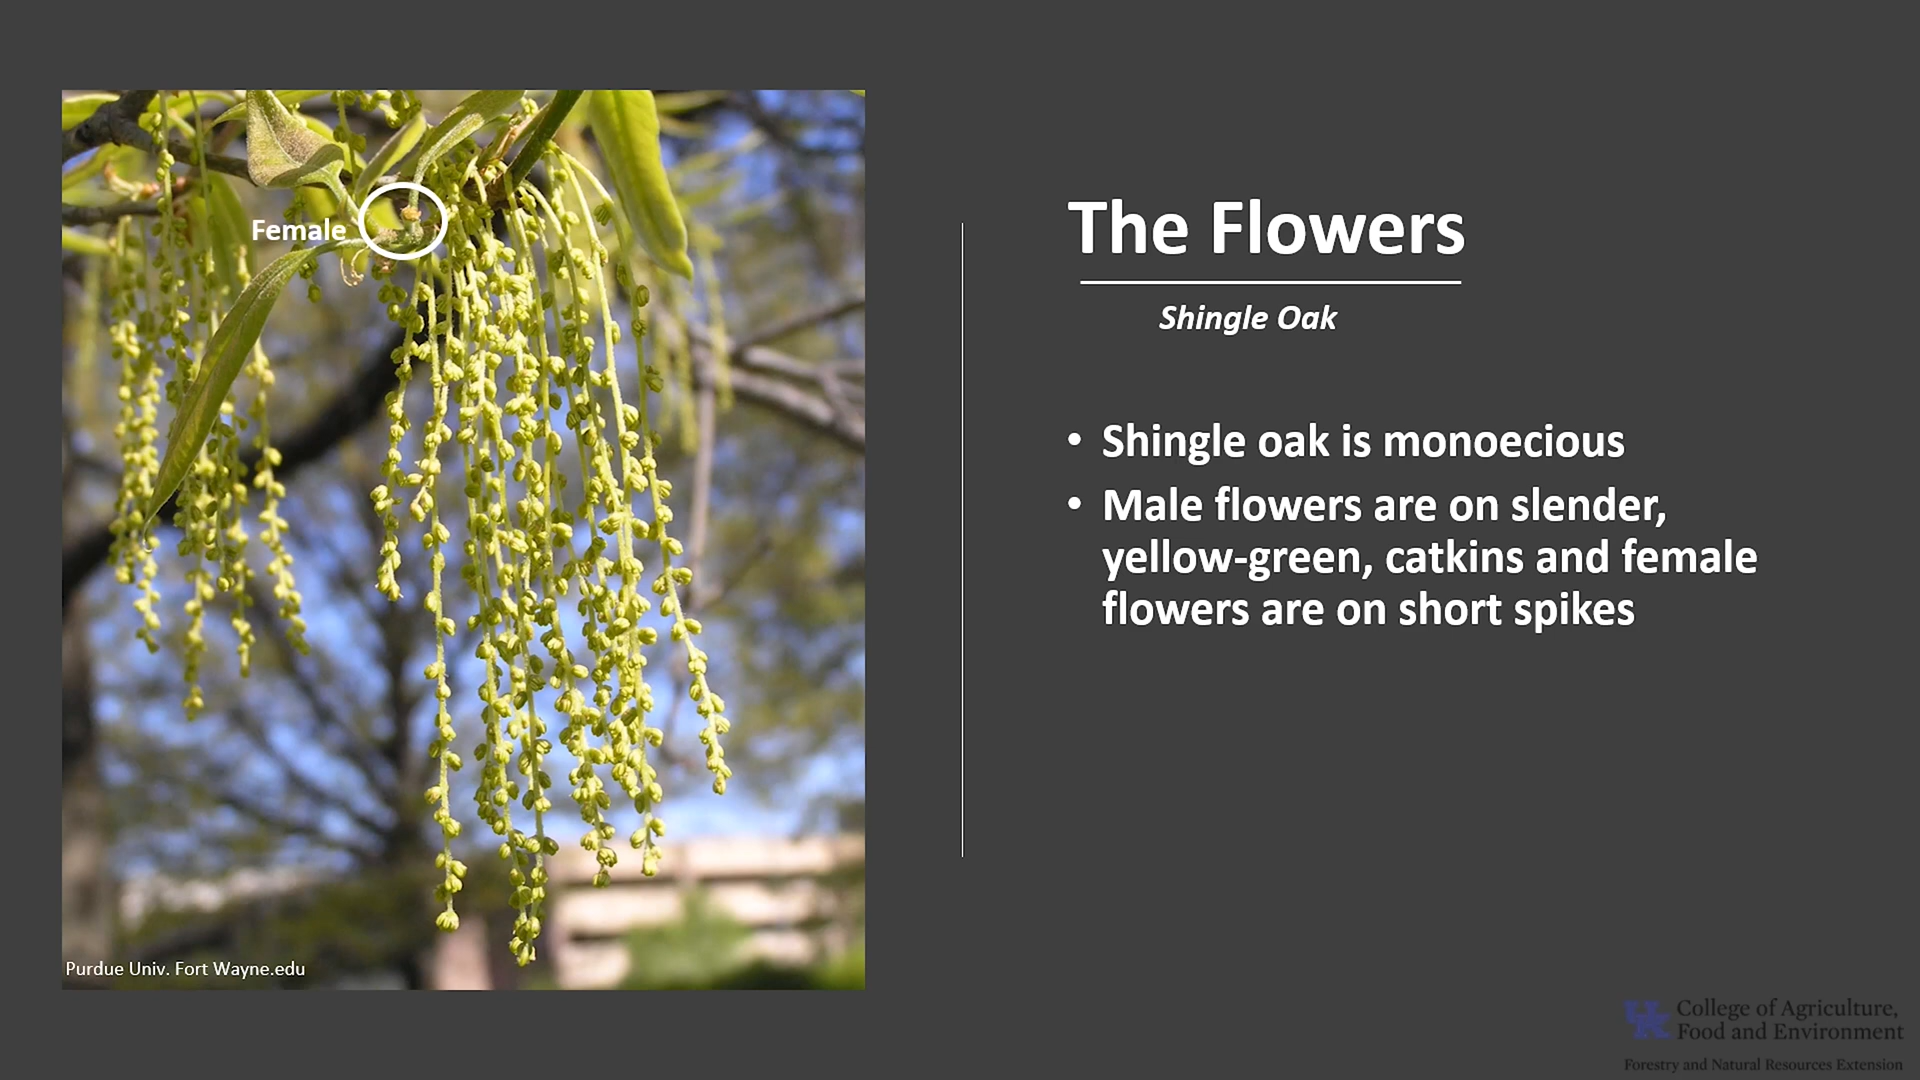 Female
Purdue Univ. Fort Wayne.edu
The Flowers
Shingle Oak
• Shingle oak is monoecious
• Male flowers are on slender,
yellow-green, catkins and female
flowers are on short spikes
UK College of Agriculture,
Food and Environment
Forestry and Natural Resources Extension